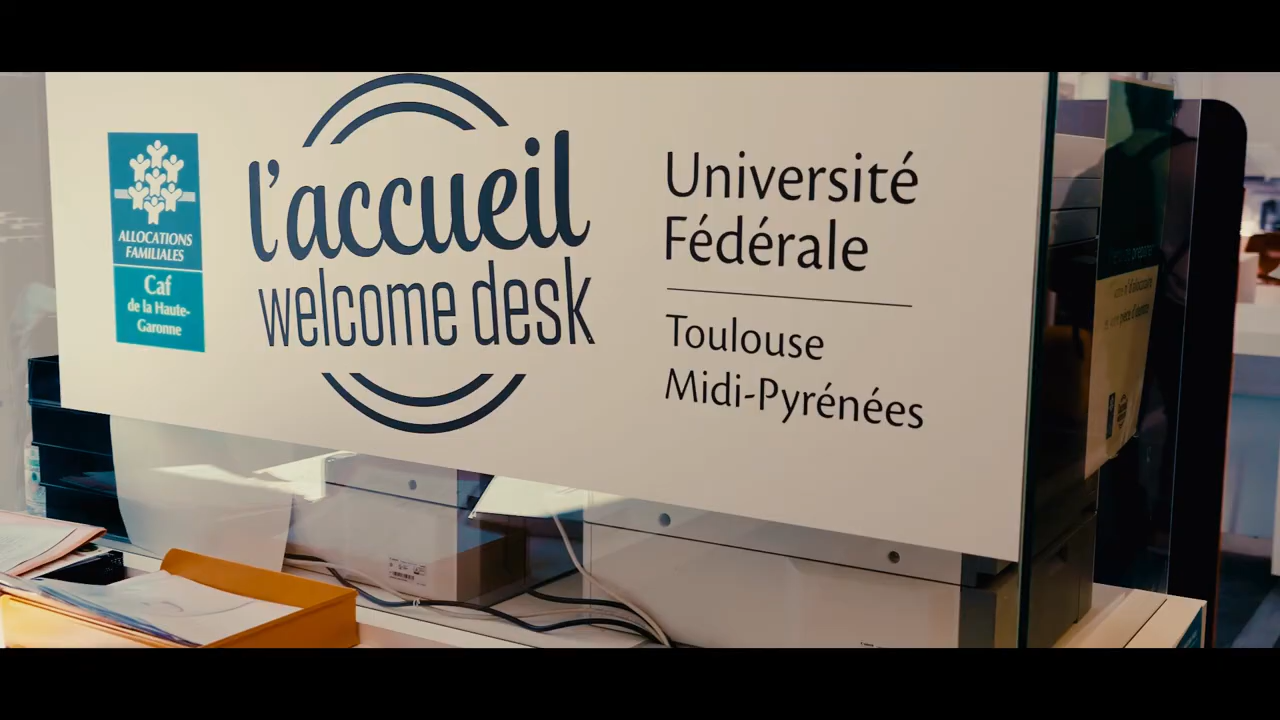 ALLOCATIONS
FAMILIALES
Caf
de la Haute-
Garonne
l'accueil
welcome desk
Université
Fédérale
Toulouse
Midi-Pyrénées